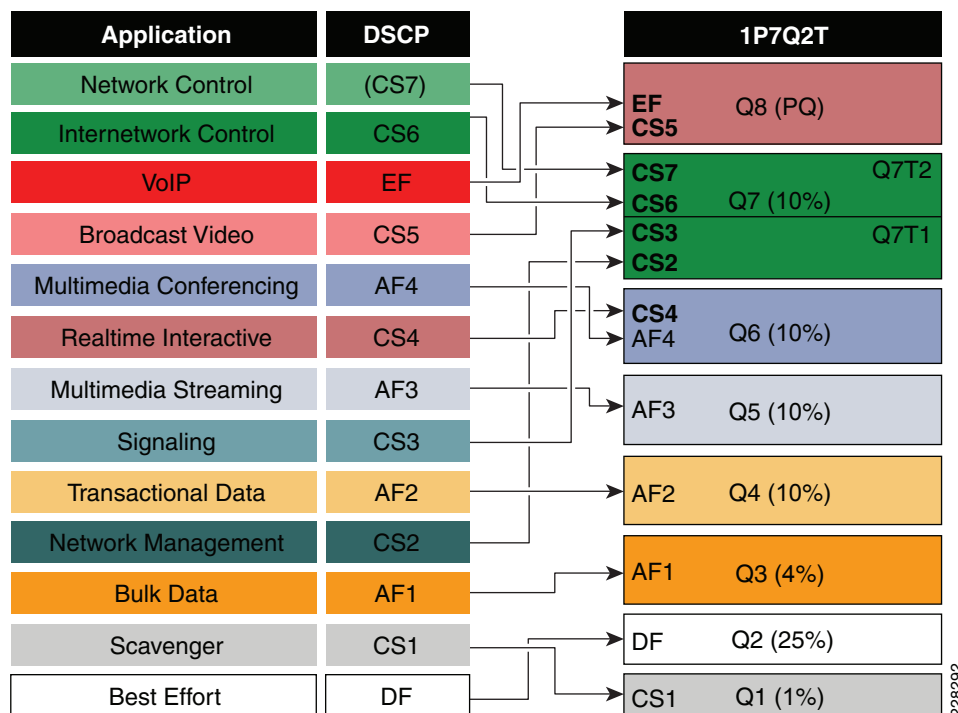 Application DSCP 1P7Q2T
Network Control (CS7)
Internetwork Control CS6
VoIP EF
Broadcast Video CS5
Multimedia Conferencing AF4
Realtime Interactive CS4
Multimedia Streaming AF3
Signaling CS3
Transactional Data AF2
Network Management CS2
Bulk Data AF1
Scavenger CS1
Best Effort DF
EF Q8 (PQ)
CS5
CS7 Q7T2
CS6 Q7 (10%)
CS3 Q7T1
CS2
CS4
AF4 Q6 (10%)
AF3 Q5 (10%)
AF2 Q4 (10%)
AF1 Q3 (4%)
DF Q2 (25%)
CS1 Q1 (1%)
228292